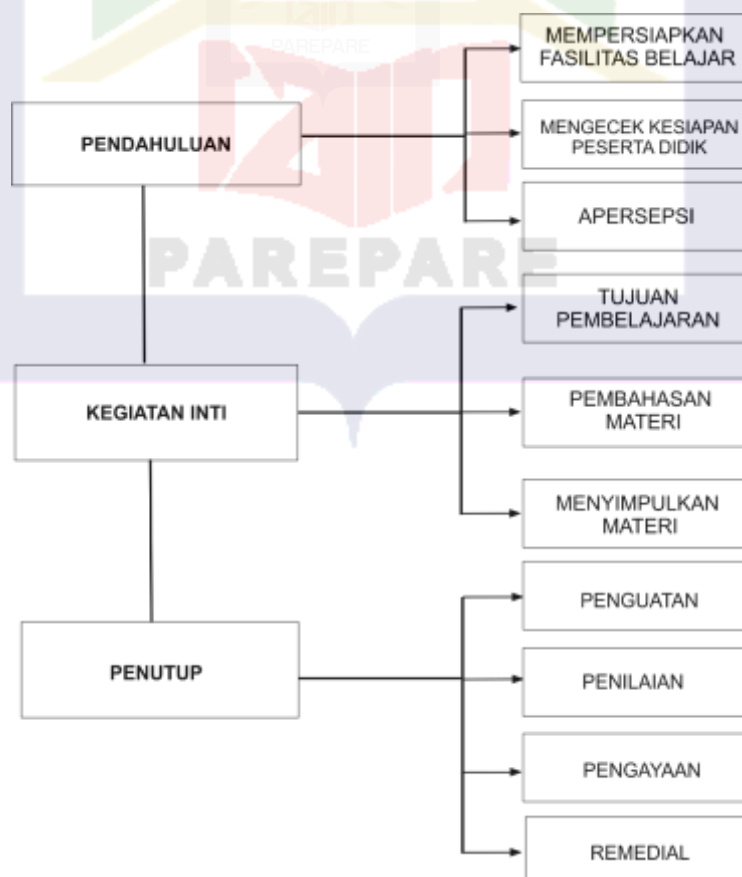 PAREPARE
PENDAHULUAN
MEMPERSIAPKAN
FASILITAS BELAJAR
MENGECEK KESIAPAN
PESERTA DIDIK
APERSEPSI
PAREPARE
KEGIATAN INTI
TUJUAN
PEMBELAJARAN
PEMBAHASAN
MATERI
MENYIMPULKAN
MATERI
PENUTUP
PENGUATAN
PENILAIAN
PENGAYAAN
REMEDIAL